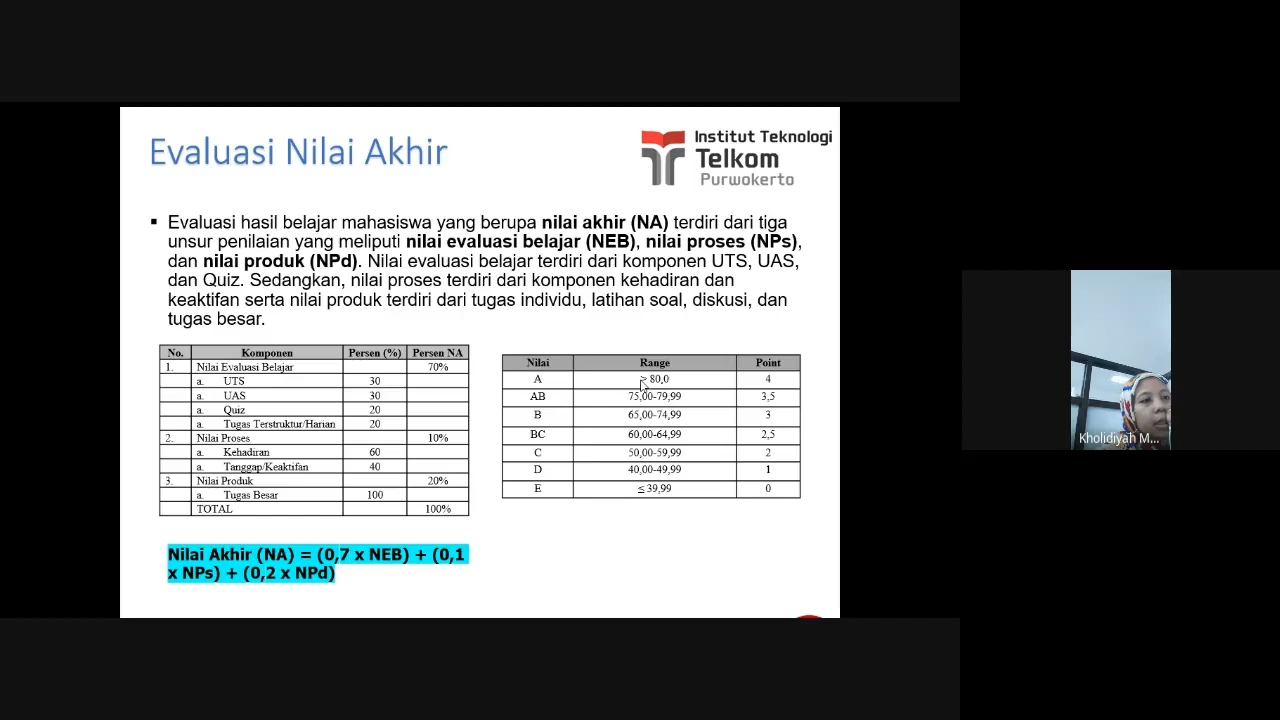 Evaluasi Nilai Akhir
Institut Teknologi
Telkom
Purwokerto
▪ Evaluasi hasil belajar mahasiswa yang berupa nilai akhir (NA) terdiri dari tiga
unsur penilaian yang meliputi nilai evaluasi belajar (NEB), nilai proses (NPs),
dan nilai produk (NPd). Nilai evaluasi belajar terdiri dari komponen UTS, UAS,
dan Quiz. Sedangkan, nilai proses terdiri dari komponen kehadiran dan
keaktifan serta nilai produk terdiri dari tugas individu, latihan soal, diskusi, dan
tugas besar.
No. Komponen Persen (%) Persen NA
1. Nilai Evaluasi Belajar 70%
a. UTS 30
a. UAS 30
a. Quiz 20
a. Tugas Terstruktur/Harian 20
2. Nilai Proses 10%
a. Kehadiran 60
a. Tanggap/Keaktifan 40
3. Nilai Produk 20%
a. Tugas Besar 100
TOTAL 100%
Nilai Range Point
A ≥ 80,0 4
AB 75,00-79,99 3,5
B 65,00-74,99 3
BC 60,00-64,99 2,5
C 50,00-59,99 2
D 40,00-49,99 1
E ≤ 39,99 0
Nilai Akhir (NA) = (0,7 x NEB) + (0,1
x NPs) + (0,2 x NPd)
Kholidiyah M...